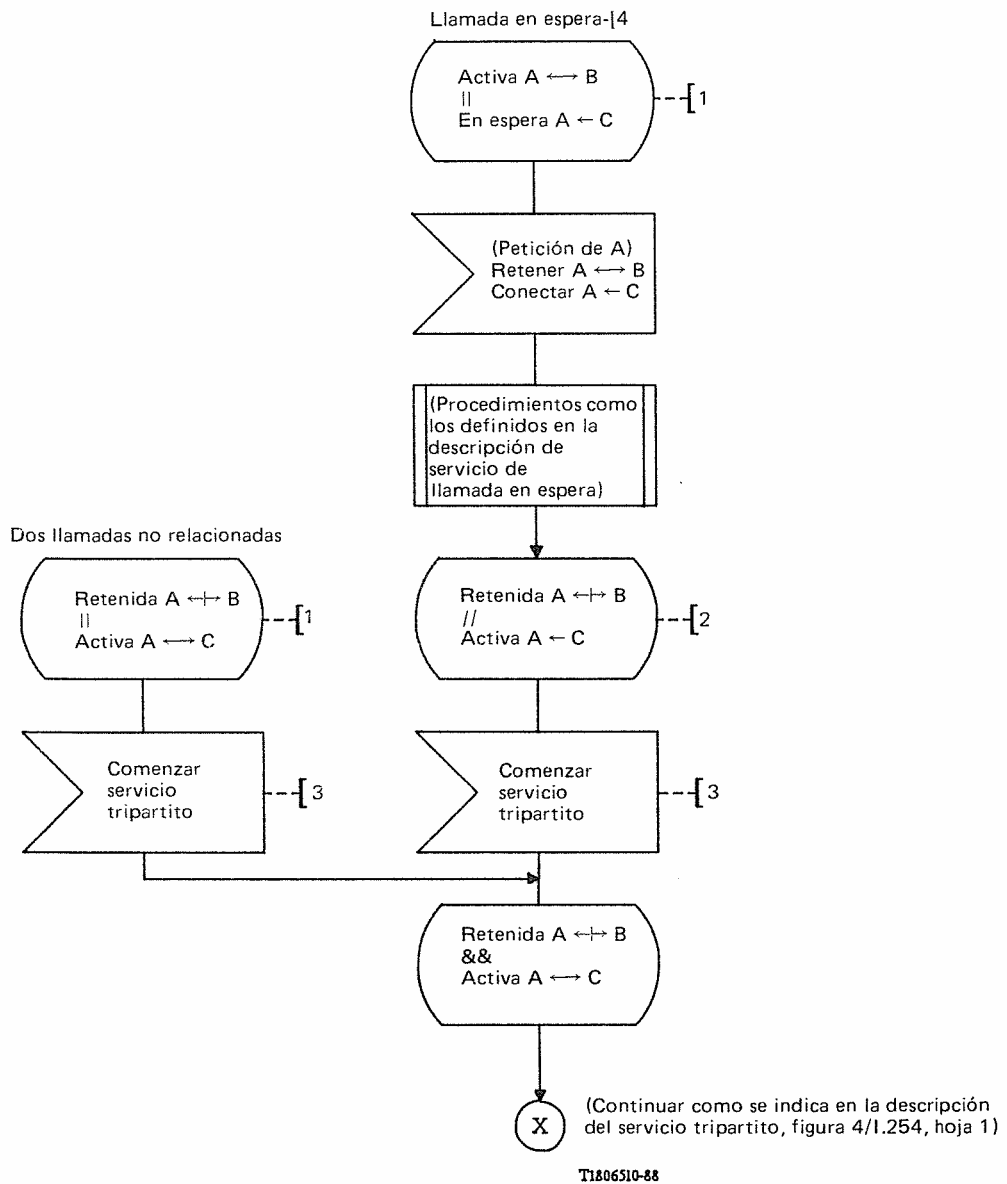 Llamada en espera-[4
Activa A ⟷ B
||
En espera A ← C
[1
(Petición de A)
Retener A ⟷ B
Conectar A ← C
(Procedimientos como
los definidos en la
descripción de
servicio de
llamada en espera)
Dos llamadas no relacionadas
Retenida A ↔ B
||
Activa A ⟷ C
[1
Retenida A ↔ B
//
Activa A ← C
[2
Comenzar
servicio
tripartito
[3
Comenzar
servicio
tripartito
[3
Retenida A ↔ B
&&
Activa A ⟷ C
X
(Continuar como se indica en la descripción
del servicio tripartito, figura 4/I.254, hoja 1)
T1806510-88